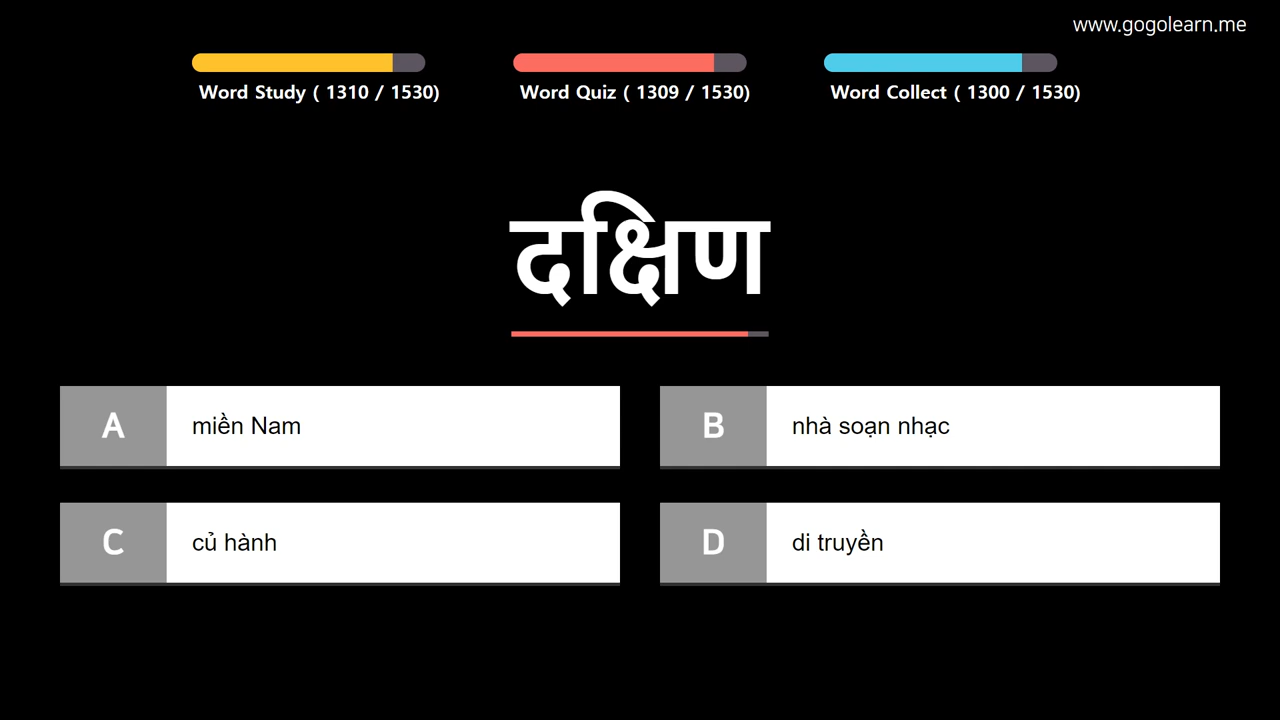 www.gogolearn.me
Word Study ( 1310 / 1530)
Word Quiz ( 1309 / 1530)
Word Collect ( 1300 / 1530)
दक्षिण
A miền Nam
B nhà soạn nhạc
C củ hành
D di truyền